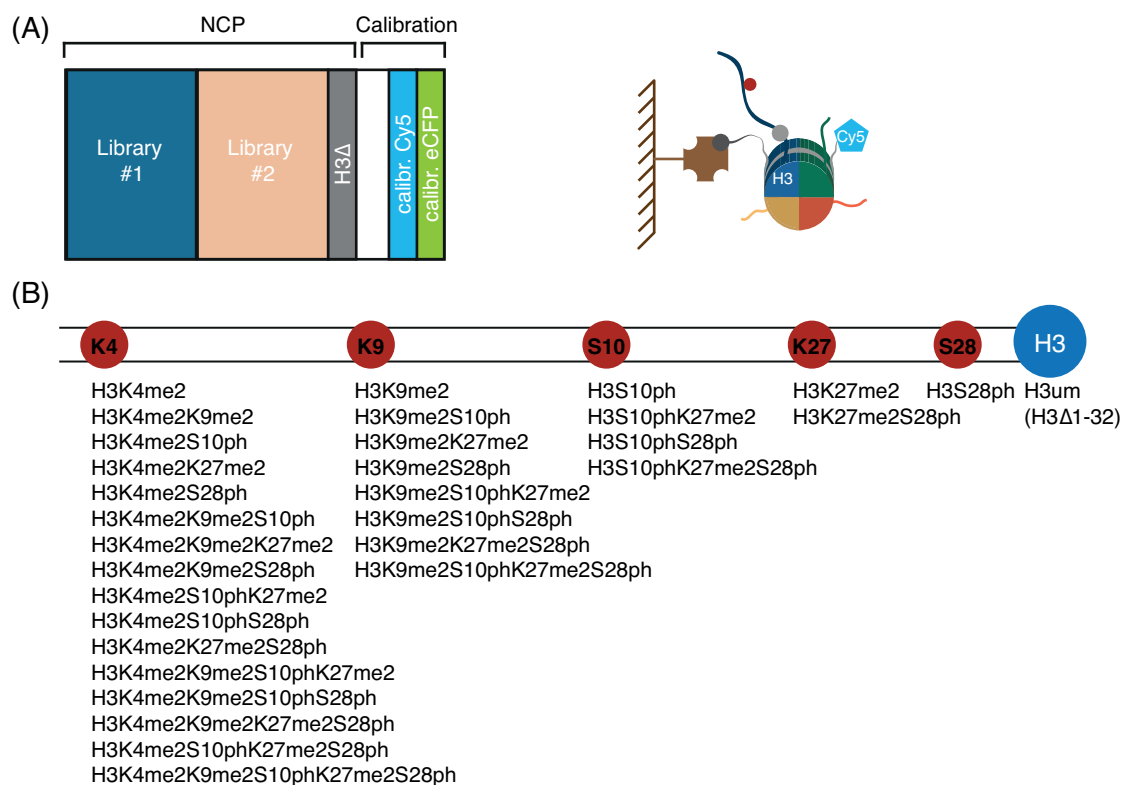 (A)
NCP
Calibration
Library
#1
Library
#2
H3Δ
calibr. Cy5
calibr. eCFP
H3
Cy5
(B)
K4
K9
S10
K27
S28
H3
H3K4me2
H3K4me2K9me2
H3K4me2S10ph
H3K4me2K27me2
H3K4me2S28ph
H3K4me2K9me2S10ph
H3K4me2K9me2K27me2
H3K4me2K9me2S28ph
H3K4me2S10phK27me2
H3K4me2S10phS28ph
H3K4me2K27me2S28ph
H3K4me2K9me2S10phK27me2
H3K4me2K9me2S10phS28ph
H3K4me2K9me2K27me2S28ph
H3K4me2S10phK27me2S28ph
H3K4me2K9me2S10phK27me2S28ph
H3K9me2
H3K9me2S10ph
H3K9me2K27me2
H3K9me2S28ph
H3K9me2S10phK27me2
H3K9me2S10phS28ph
H3K9me2K27me2S28ph
H3K9me2S10phK27me2S28ph
H3S10ph
H3S10phK27me2
H3S10phS28ph
H3S10phK27me2S28ph
H3K27me2
H3K27me2S28ph
H3S28ph
H3um
(H3Δ1-32)